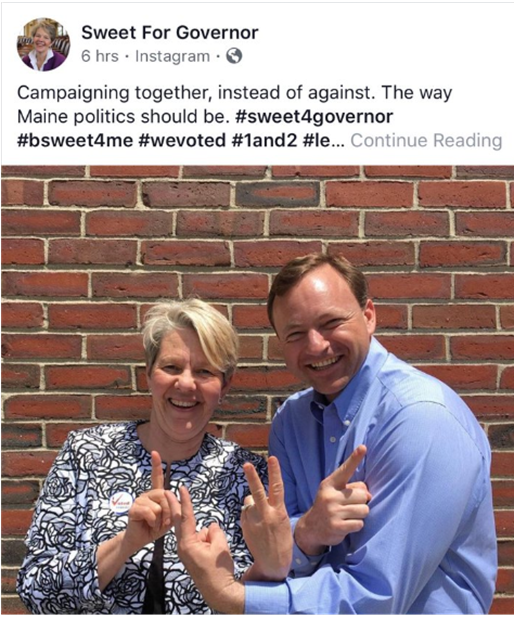 Sweet For Governor
6 hrs · Instagram ·
Campaigning together, instead of against. The way
Maine politics should be. #sweet4governor
#bsweet4me #wevoted #1and2 #le... Continue Reading